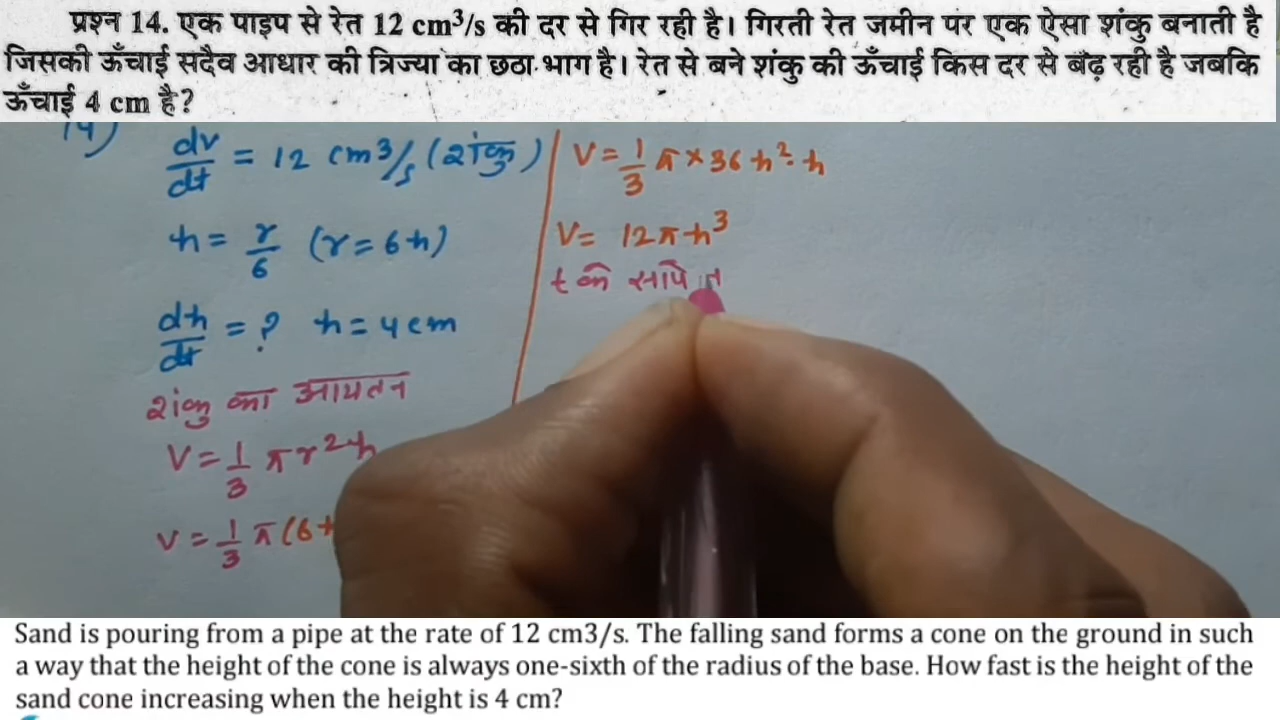 प्रश्न 14. एक पाइप से रेत 12 cm³/s की दर से गिर रही है। गिरती रेत जमीन पर एक ऐसा शंकु बनाती है
जिसकी ऊँचाई सदैव आधार की त्रिज्या का छठा भाग है। रेत से बने शंकु की ऊँचाई किस दर से बढ़ रही है जबकि
ऊँचाई 4 cm है?
14)
dv/dt = 12 cm3/s (शंकु)
h = r/6 (r = 6h)
dh/dt = ? h = 4 cm
शंकु का आयतन
V = 1/3 π r² h
V = 1/3 π (6
V = 1/3 π × 36 h² · h
V = 12 π h³
t के सापे
Sand is pouring from a pipe at the rate of 12 cm3/s. The falling sand forms a cone on the ground in such
a way that the height of the cone is always one-sixth of the radius of the base. How fast is the height of the
sand cone increasing when the height is 4 cm?